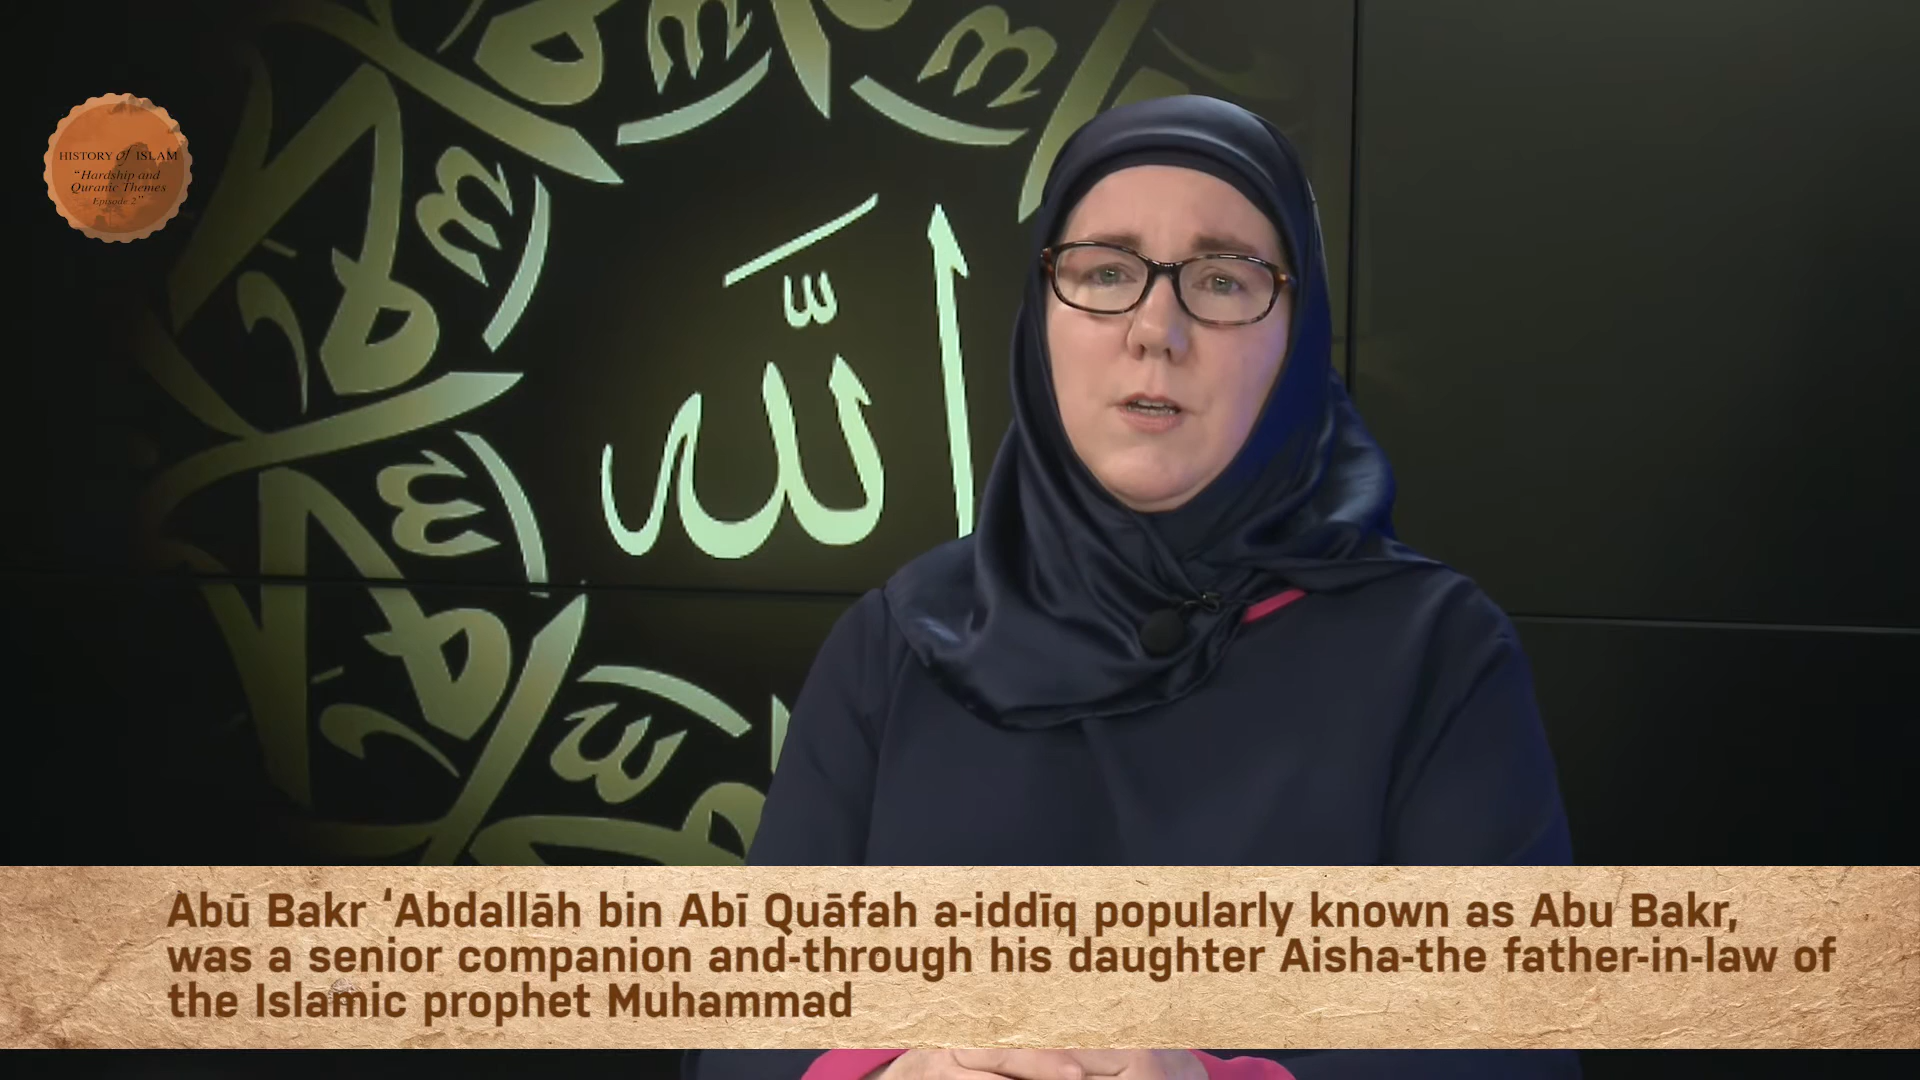 HISTORY of ISLAM
“Hardship and
Quranic Themes
Episode 2”
الله
Abū Bakr ‘Abdallāh bin Abī Quāfah a-iddīq popularly known as Abu Bakr,
was a senior companion and-through his daughter Aisha-the father-in-law of
the Islamic prophet Muhammad